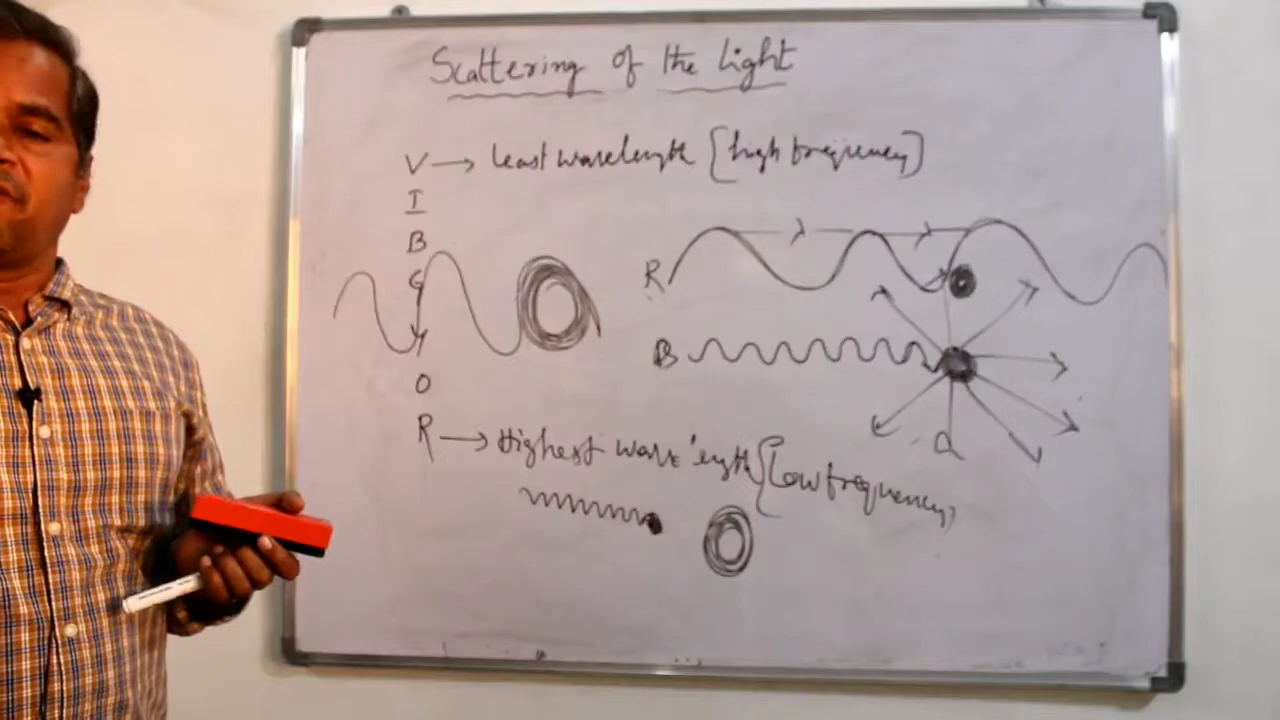 Scattering of the Light
V → least wavelength [high frequency]
I
B
G
O
R → Highest wavelength [Low frequency]
R
B